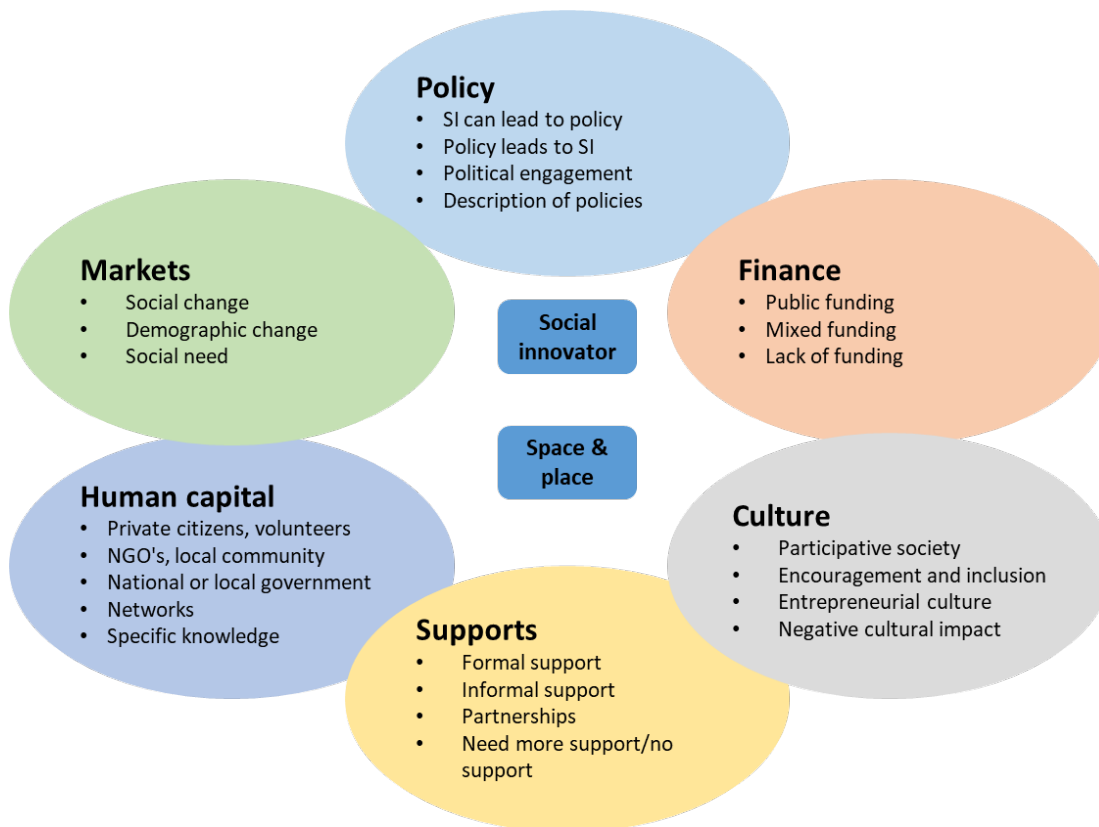 Policy
• SI can lead to policy
• Policy leads to SI
• Political engagement
• Description of policies
Markets
• Social change
• Demographic change
• Social need
Finance
• Public funding
• Mixed funding
• Lack of funding
Social
innovator
Space &
place
Human capital
• Private citizens, volunteers
• NGO's, local community
• National or local government
• Networks
• Specific knowledge
Culture
• Participative society
• Encouragement and inclusion
• Entrepreneurial culture
• Negative cultural impact
Supports
• Formal support
• Informal support
• Partnerships
• Need more support/no
support